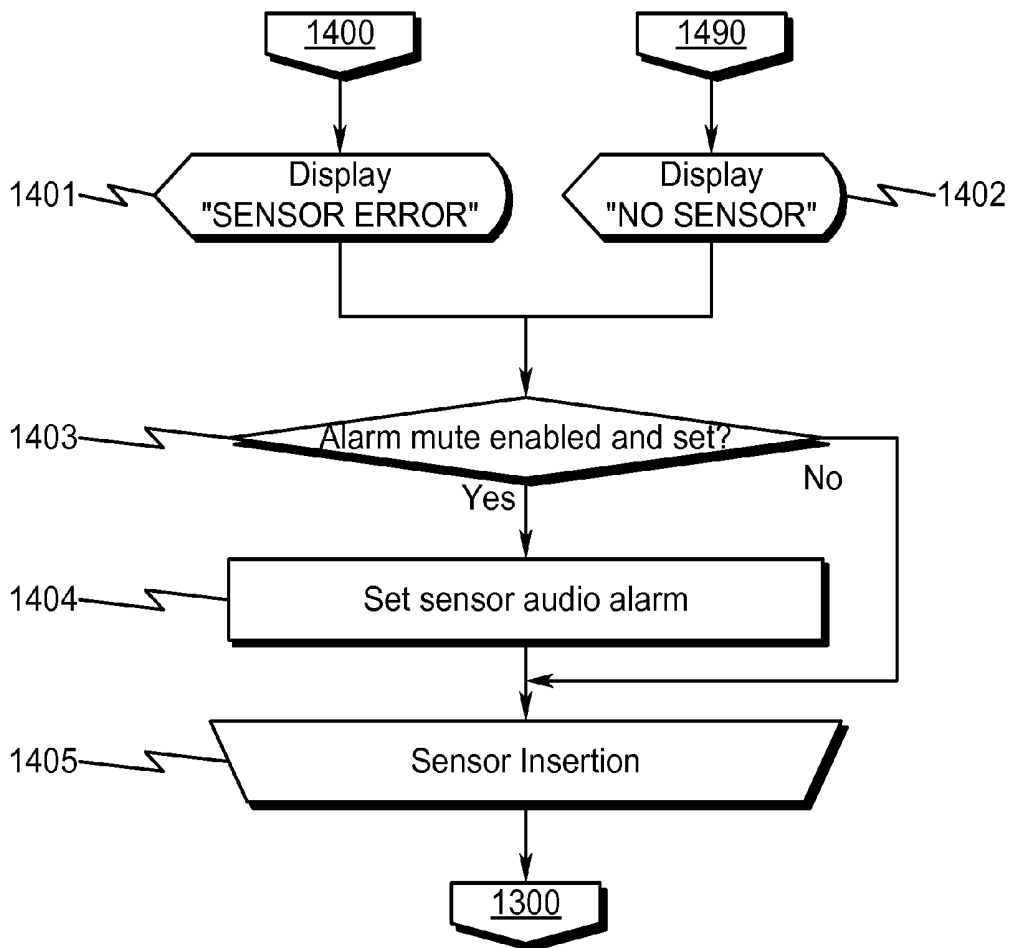 1400
1490
1401
Display
"SENSOR ERROR"
Display
"NO SENSOR"
1402
1403
Alarm mute enabled and set?
Yes
No
1404
Set sensor audio alarm
1405
Sensor Insertion
1300